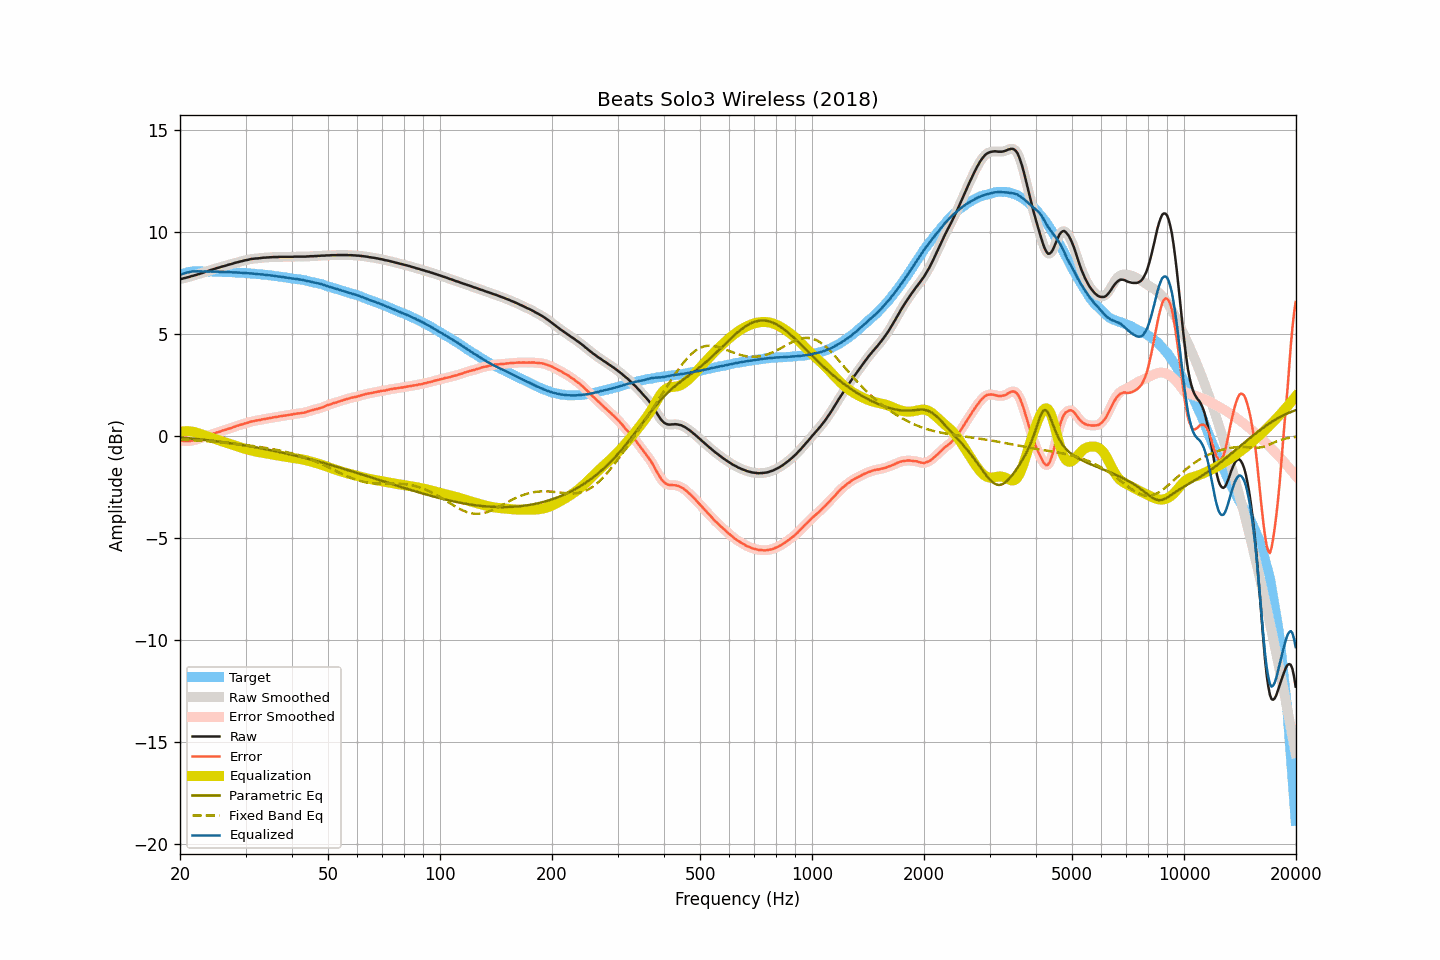 Beats Solo3 Wireless (2018)
15
10
5
0
−5
−10
−15
−20
Amplitude (dBr)
Target
Raw Smoothed
Error Smoothed
Raw
Error
Equalization
Parametric Eq
Fixed Band Eq
Equalized
20 50 100 200 500 1000 2000 5000 10000 20000
Frequency (Hz)